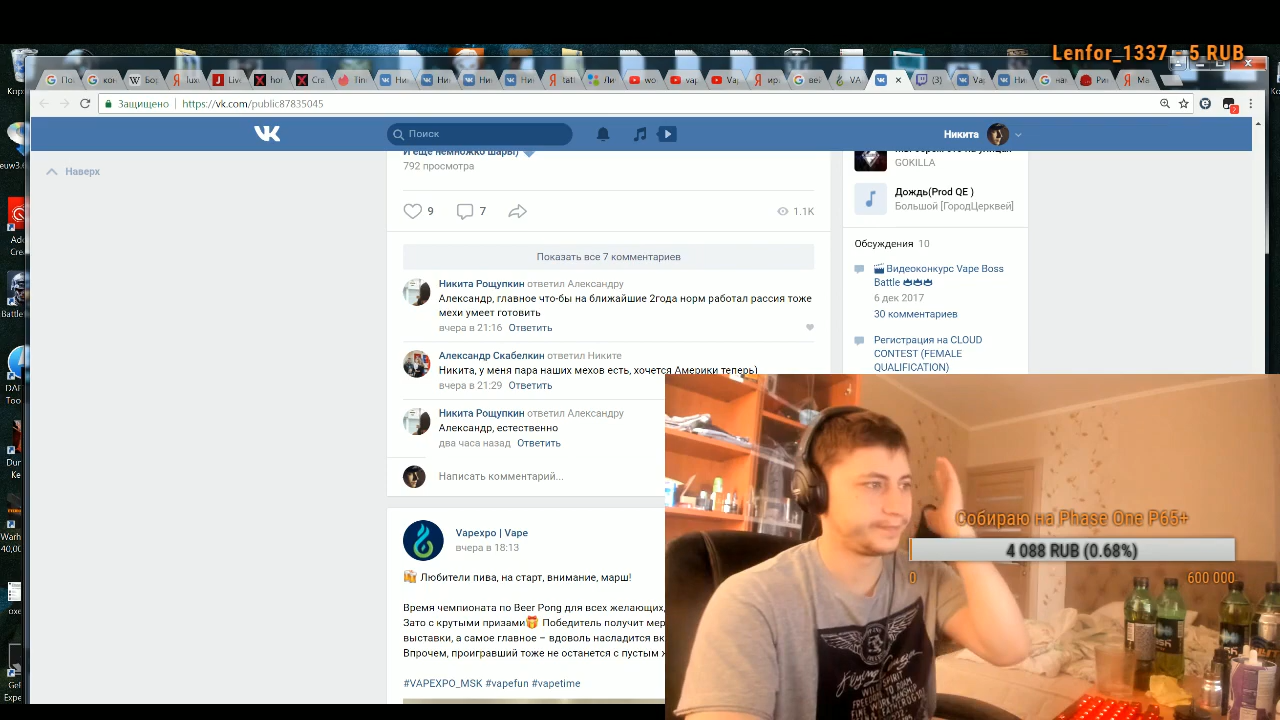 Lenfor_1337 - 5 RUB
Защищено
https://vk.com/public87835045
Поиск
Никита
Наверх
И еще немножко шары)
792 просмотра
9
7
1.1K
GOKILLA
Дождь(Prod QE )
Большой [ГородЦерквей]
Обсуждения 10
Видеоконкурс Vape Boss
Battle
6 дек 2017
30 комментариев
Регистрация на CLOUD
CONTEST (FEMALE
QUALIFICATION)
Показать все 7 комментариев
Никита Рощупкин ответил Александру
Александр, главное что-бы на ближайшие 2года норм работал рассия тоже
мехи умеет готовить
вчера в 21:16 Ответить
Александр Скабелкин ответил Никите
Никита, у меня пара наших мехов есть, хочется Америки теперь)
вчера в 21:29 Ответить
Никита Рощупкин ответил Александру
Александр, естественно
два часа назад Ответить
Написать комментарий...
Vapexpo | Vape
вчера в 18:13
Любители пива, на старт, внимание, марш!
Время чемпионата по Beer Pong для всех желающих,
Зато с крутыми призами Победитель получит мер
выставки, а самое главное – вдоволь насладится вк
Впрочем, проигравший тоже не останется с пустым
#VAPEXPO_MSK #vapefun #vapetime
Собираю на Phase One P65+
4 088 RUB (0.68%)
0
600 000